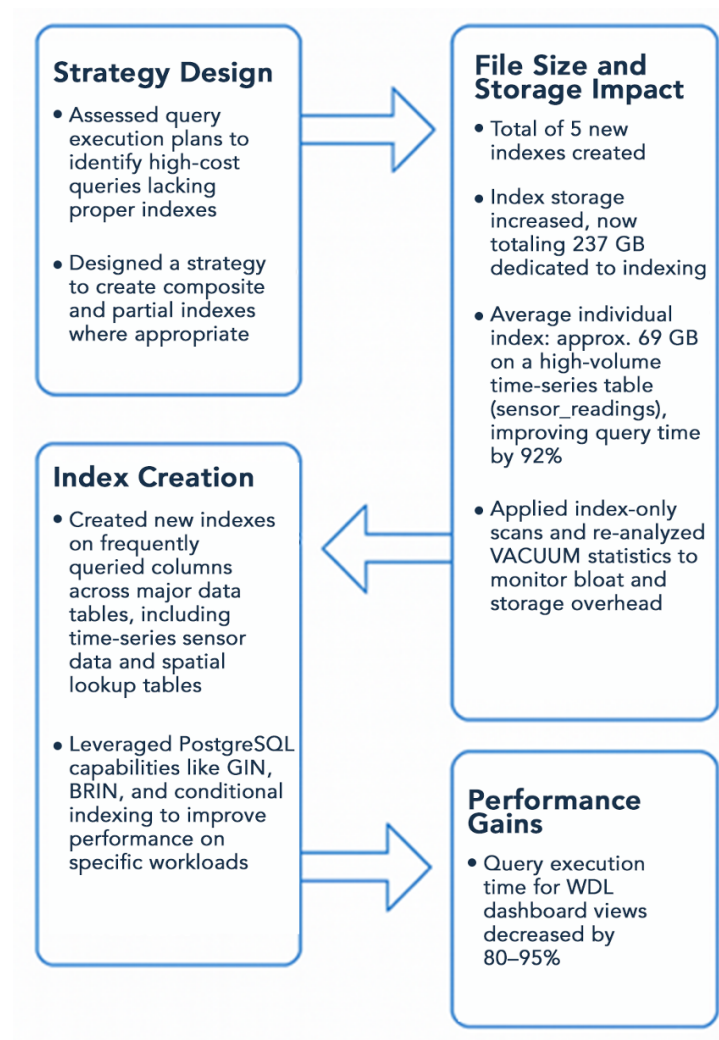 Strategy Design
• Assessed query
execution plans to
identify high-cost
queries lacking
proper indexes
• Designed a strategy
to create composite
and partial indexes
where appropriate
File Size and
Storage Impact
• Total of 5 new
indexes created
• Index storage
increased, now
totaling 237 GB
dedicated to indexing
• Average individual
index: approx. 69 GB
on a high-volume
time-series table
(sensor_readings),
improving query time
by 92%
• Applied index-only
scans and re-analyzed
VACUUM statistics to
monitor bloat and
storage overhead
Index Creation
• Created new indexes
on frequently
queried columns
across major data
tables, including
time-series sensor
data and spatial
lookup tables
• Leveraged PostgreSQL
capabilities like GIN,
BRIN, and conditional
indexing to improve
performance on
specific workloads
Performance
Gains
• Query execution
time for WDL
dashboard views
decreased by
80–95%